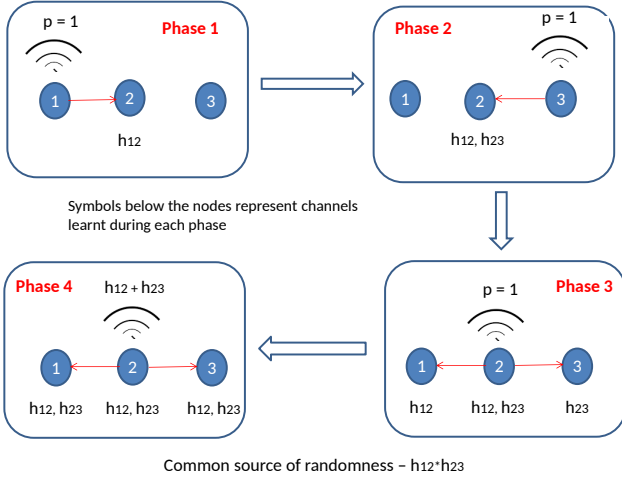 p = 1
Phase 1
1
2
3
h12
Phase 2
p = 1
1
2
3
h12, h23
Symbols below the nodes represent channels
learnt during each phase
Phase 4
h12 + h23
1
2
3
h12, h23
h12, h23
h12, h23
p = 1
Phase 3
1
2
3
h12
h12, h23
h23
Common source of randomness – h12*h23